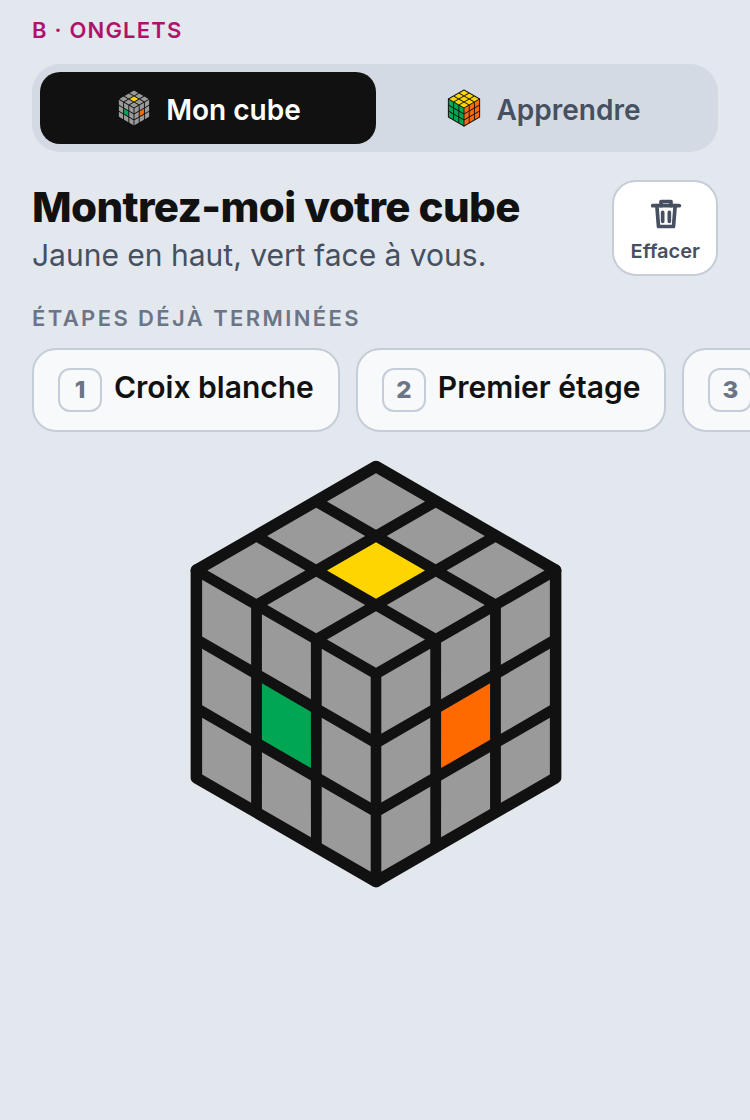 B · ONGLETS
Mon cube
Apprendre
Montrez-moi votre cube
Jaune en haut, vert face à vous.
Effacer
ÉTAPES DÉJÀ TERMINÉES
1 Croix blanche
2 Premier étage
3